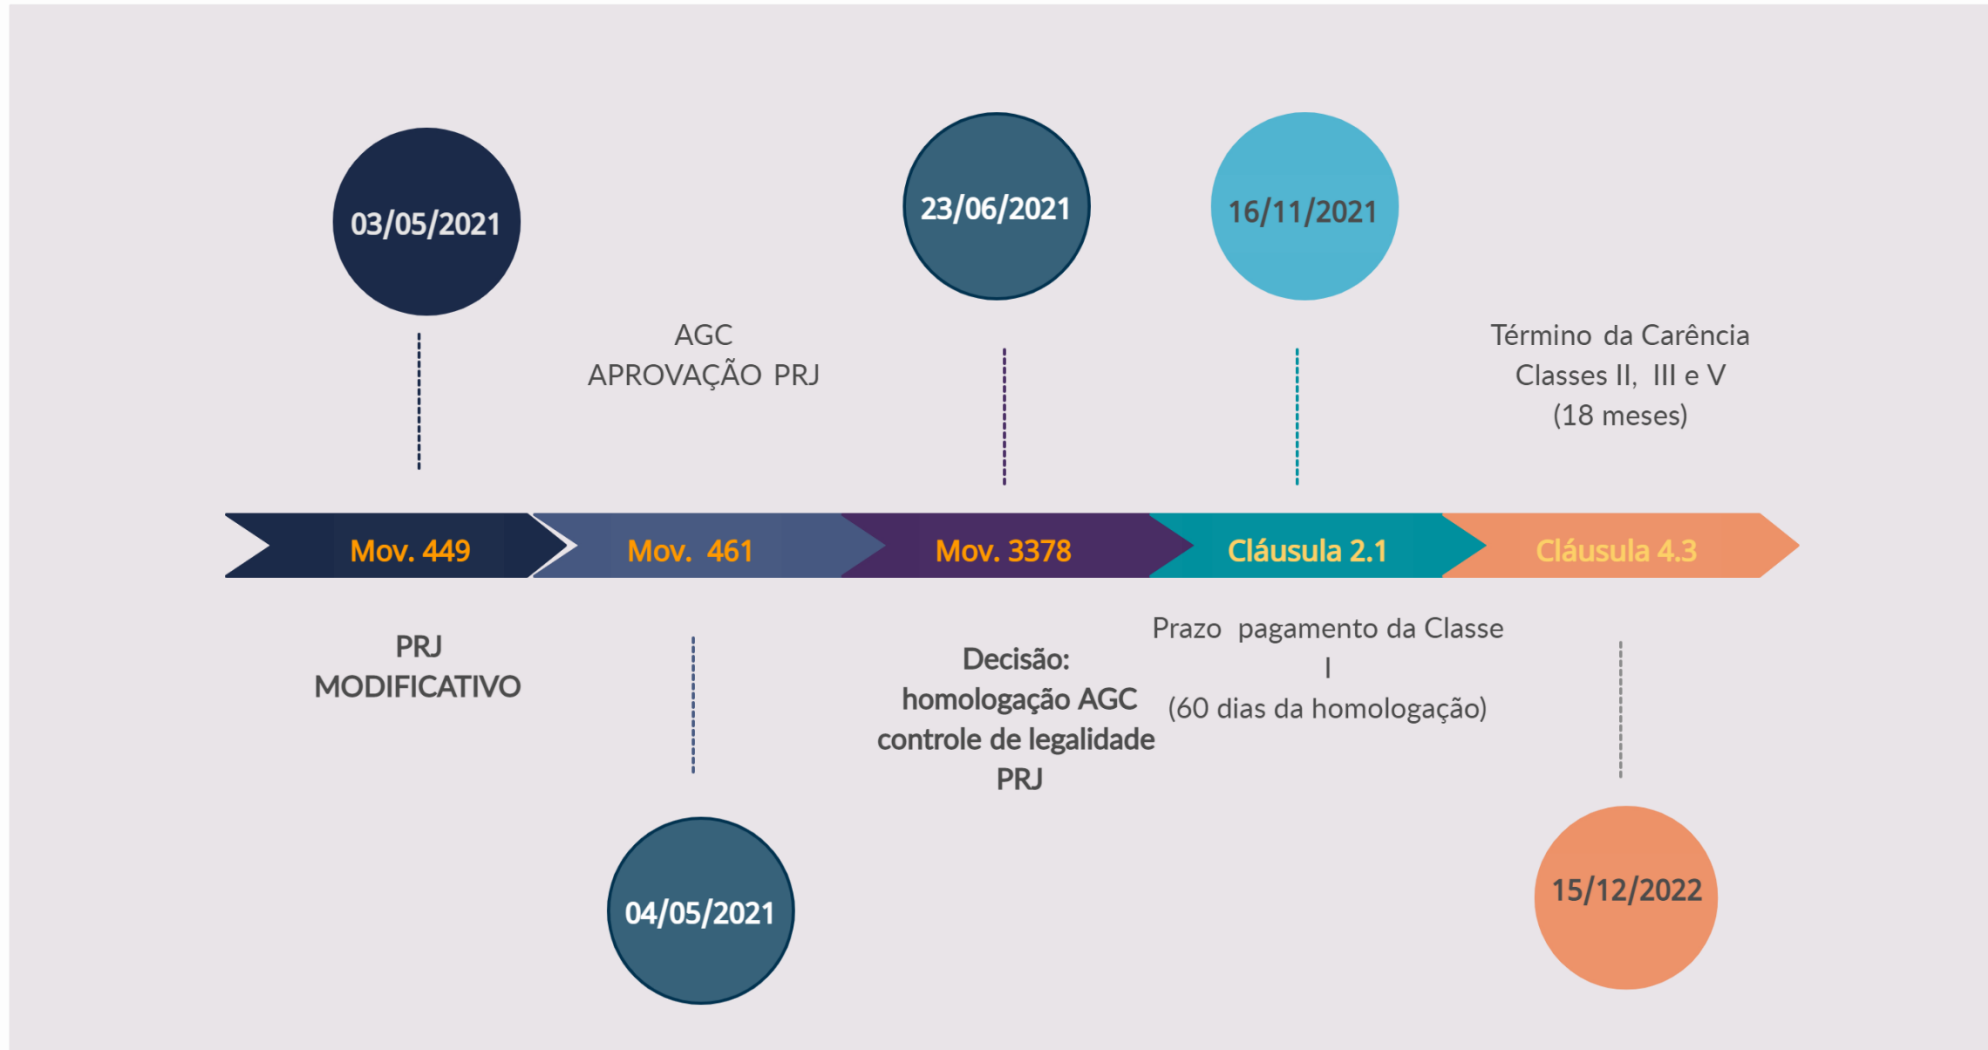 03/05/2021
23/06/2021
16/11/2021
AGC
APROVAÇÃO PRJ
Término da Carência
Classes II, III e V
(18 meses)
Mov. 449
Mov. 461
Mov. 3378
Cláusula 2.1
Cláusula 4.3
PRJ
MODIFICATIVO
Decisão:
homologação AGC
controle de legalidade
PRJ
Prazo pagamento da Classe
I
(60 dias da homologação)
04/05/2021
15/12/2022